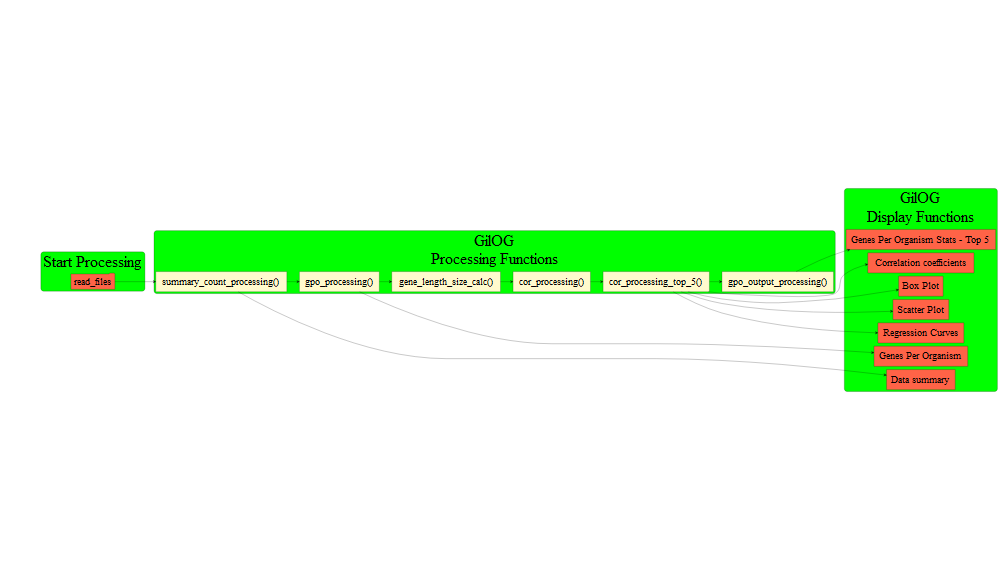 Start Processing
read_files
GilOG
Processing Functions
summary_count_processing()
gpo_processing()
gene_length_size_calc()
cor_processing()
cor_processing_top_5()
gpo_output_processing()
GilOG
Display Functions
Genes Per Organism Stats - Top 5
Correlation coefficients
Box Plot
Scatter Plot
Regression Curves
Genes Per Organism
Data summary